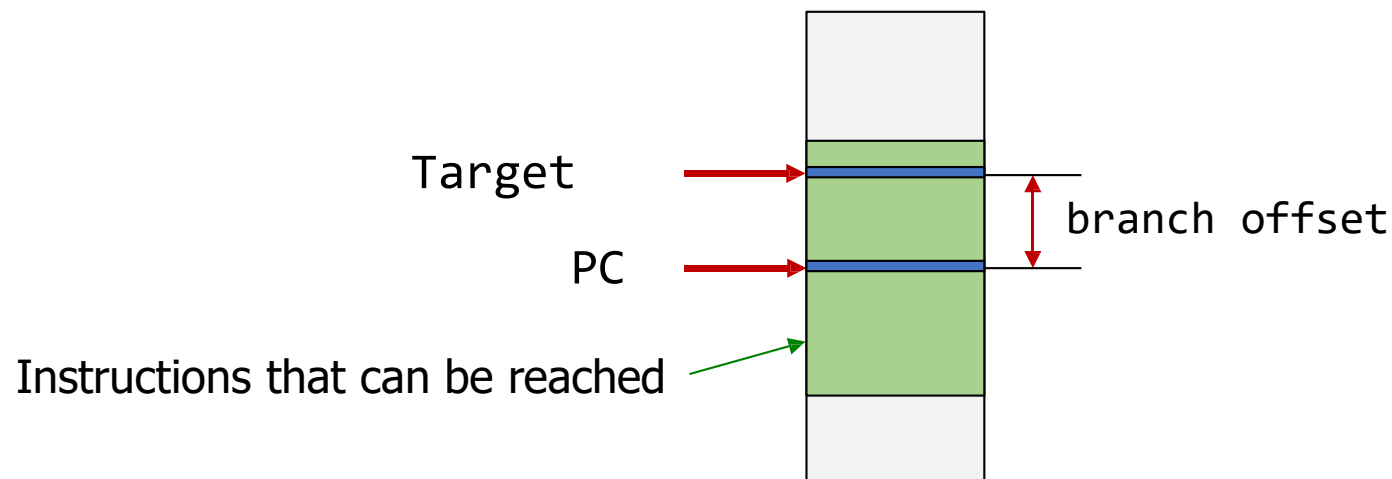 Target
branch offset
PC
Instructions that can be reached